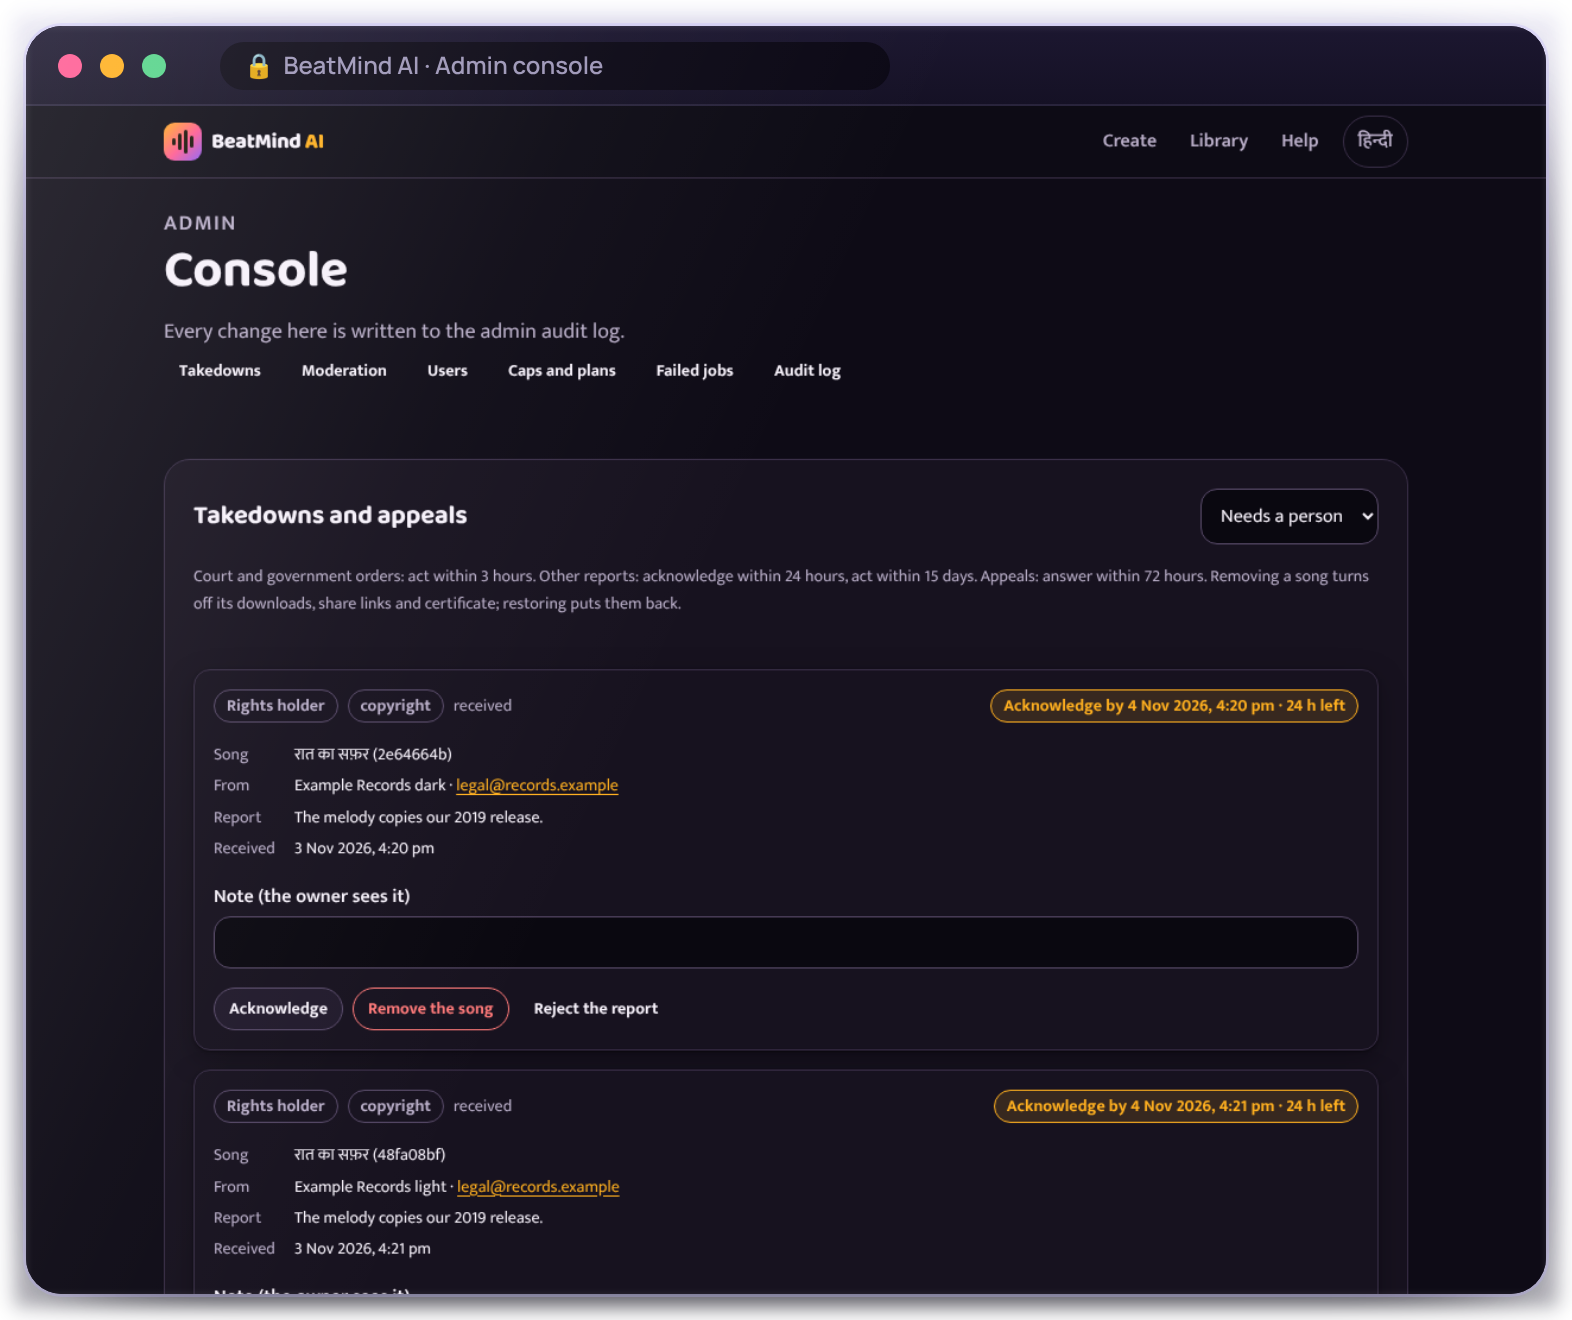 BeatMind AI · Admin console
BeatMind AI
Create Library Help हिन्दी
ADMIN
Console
Every change here is written to the admin audit log.
Takedowns Moderation Users Caps and plans Failed jobs Audit log
Takedowns and appeals
Needs a person
Court and government orders: act within 3 hours. Other reports: acknowledge within 24 hours, act within 15 days. Appeals: answer within 72 hours. Removing a song turns
off its downloads, share links and certificate; restoring puts them back.
Rights holder copyright received Acknowledge by 4 Nov 2026, 4:20 pm · 24 h left
Song रात का सफ़र (2e64664b)
From Example Records dark · legal@records.example
Report The melody copies our 2019 release.
Received 3 Nov 2026, 4:20 pm
Note (the owner sees it)
Acknowledge Remove the song Reject the report
Rights holder copyright received Acknowledge by 4 Nov 2026, 4:21 pm · 24 h left
Song रात का सफ़र (48fa08bf)
From Example Records light · legal@records.example
Report The melody copies our 2019 release.
Received 3 Nov 2026, 4:21 pm
Note (the owner sees it)